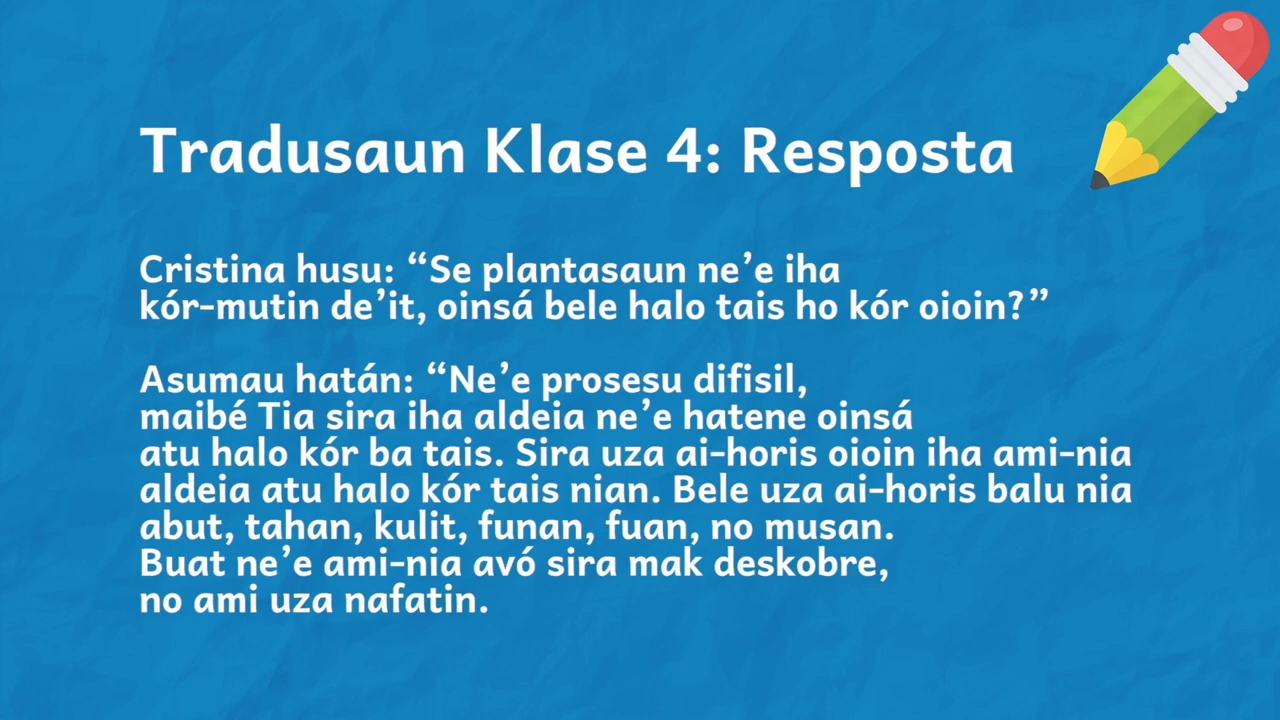 Tradusaun Klase 4: Resposta
Cristina husu: “Se plantasaun ne’e iha
kór-mutin de’it, oinsá bele halo tais ho kór oioin?”
Asumau hatán: “Ne’e prosesu difisil,
maibé Tia sira iha aldeia ne’e hatene oinsá
atu halo kór ba tais. Sira uza ai-horis oioin iha ami-nia
aldeia atu halo kór tais nian. Bele uza ai-horis balu nia
abut, tahan, kulit, funan, fuan, no musan.
Buat ne’e ami-nia avó sira mak deskobre,
no ami uza nafatin.